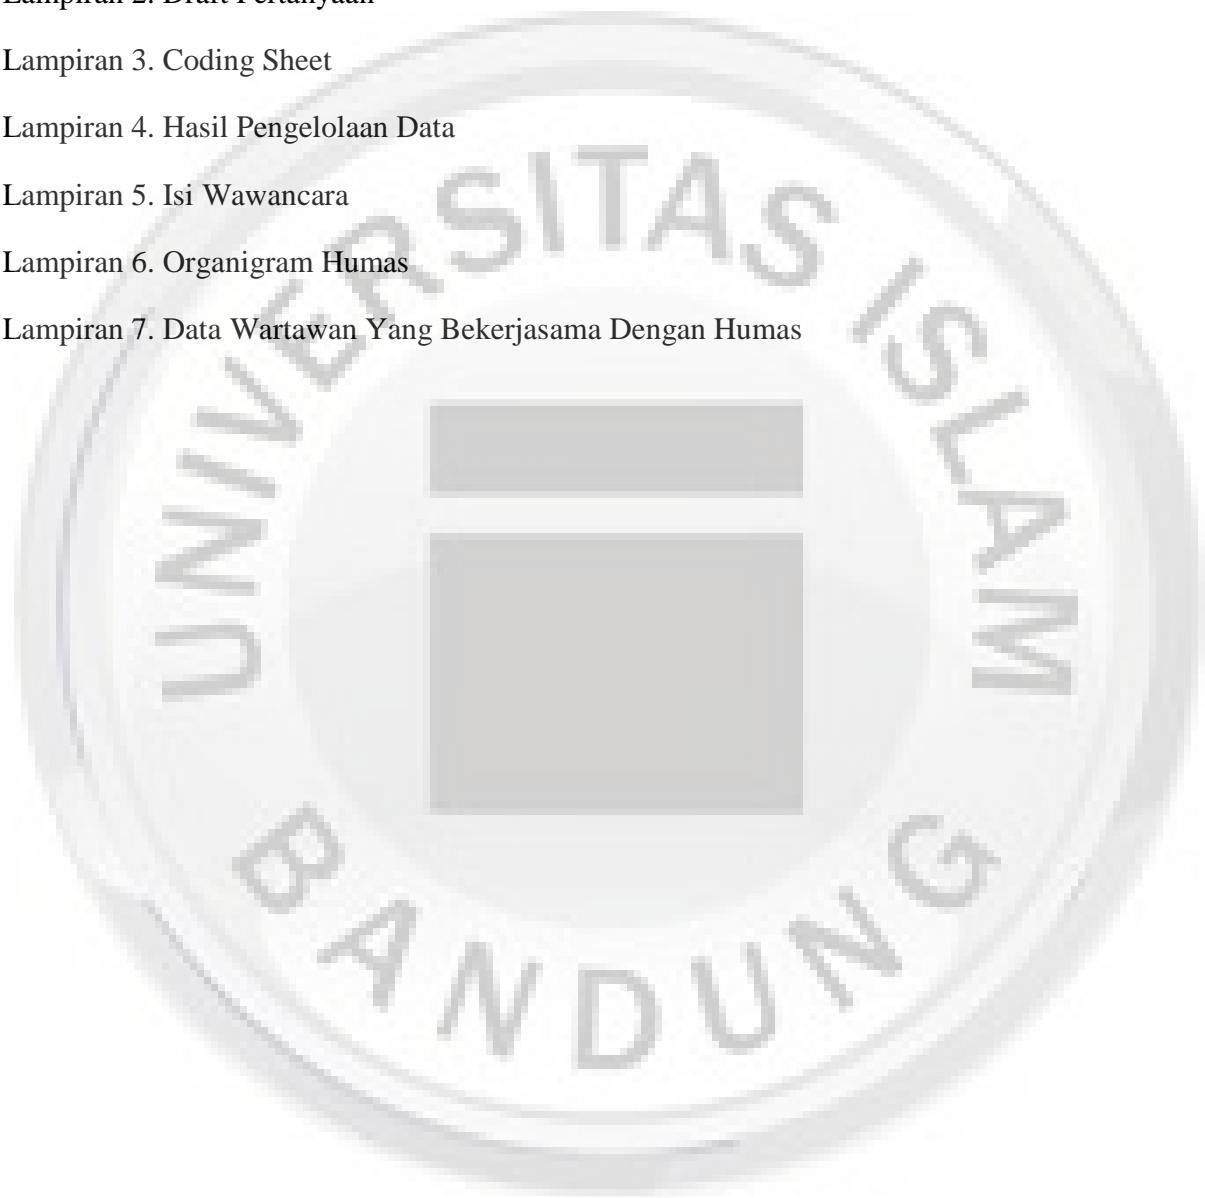 Lampiran 2. Draft Pertanyaan
Lampiran 3. Coding Sheet
Lampiran 4. Hasil Pengelolaan Data
Lampiran 5. Isi Wawancara
Lampiran 6. Organigram Humas
Lampiran 7. Data Wartawan Yang Bekerjasama Dengan Humas
UNIVERSITAS ISLAM
BANDUNG